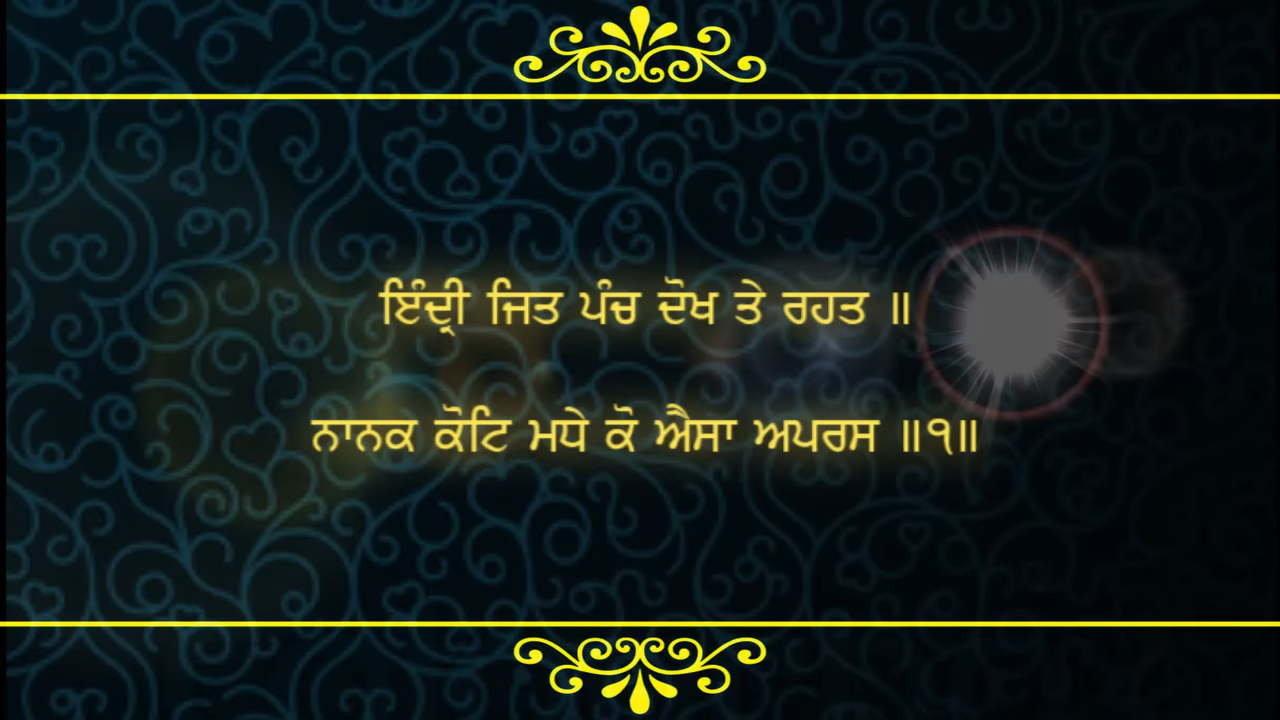 ਇੰਦ੍ਰੀ ਜਿਤ ਪੰਚ ਦੋਖ ਤੇ ਰਹਤ ॥
ਨਾਨਕ ਕੋਟਿ ਮਧੇ ਕੋ ਐਸਾ ਅਪਰਸ ॥੧॥